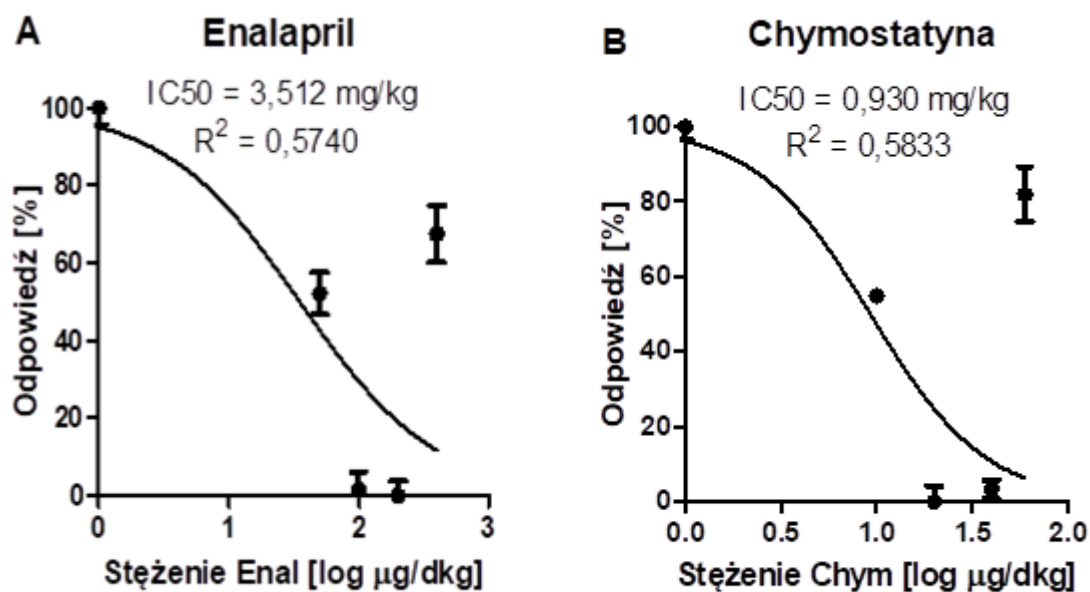 A
Enalapril
IC50 = 3,512 mg/kg
R² = 0,5740
Odpowiedź [%]
100
80
60
40
20
0
0 1 2 3
Stężenie Enal [log µg/dkg]
B
Chymostatyna
IC50 = 0,930 mg/kg
R² = 0,5833
Odpowiedź [%]
100
80
60
40
20
0
0.0 0.5 1.0 1.5 2.0
Stężenie Chym [log µg/dkg]